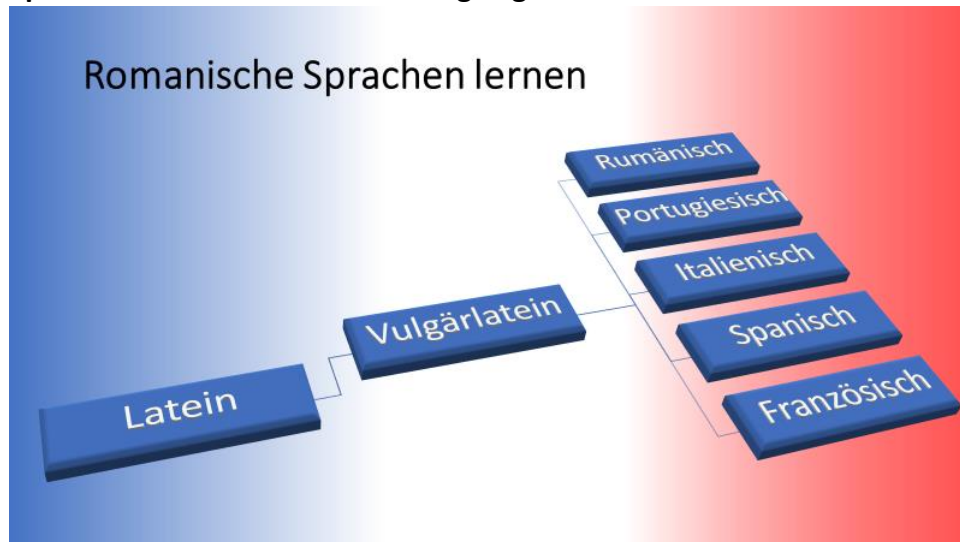 Romanische Sprachen lernen
Rumänisch
Portugiesisch
Italienisch
Vulgärlatein
Spanisch
Latein
Französisch